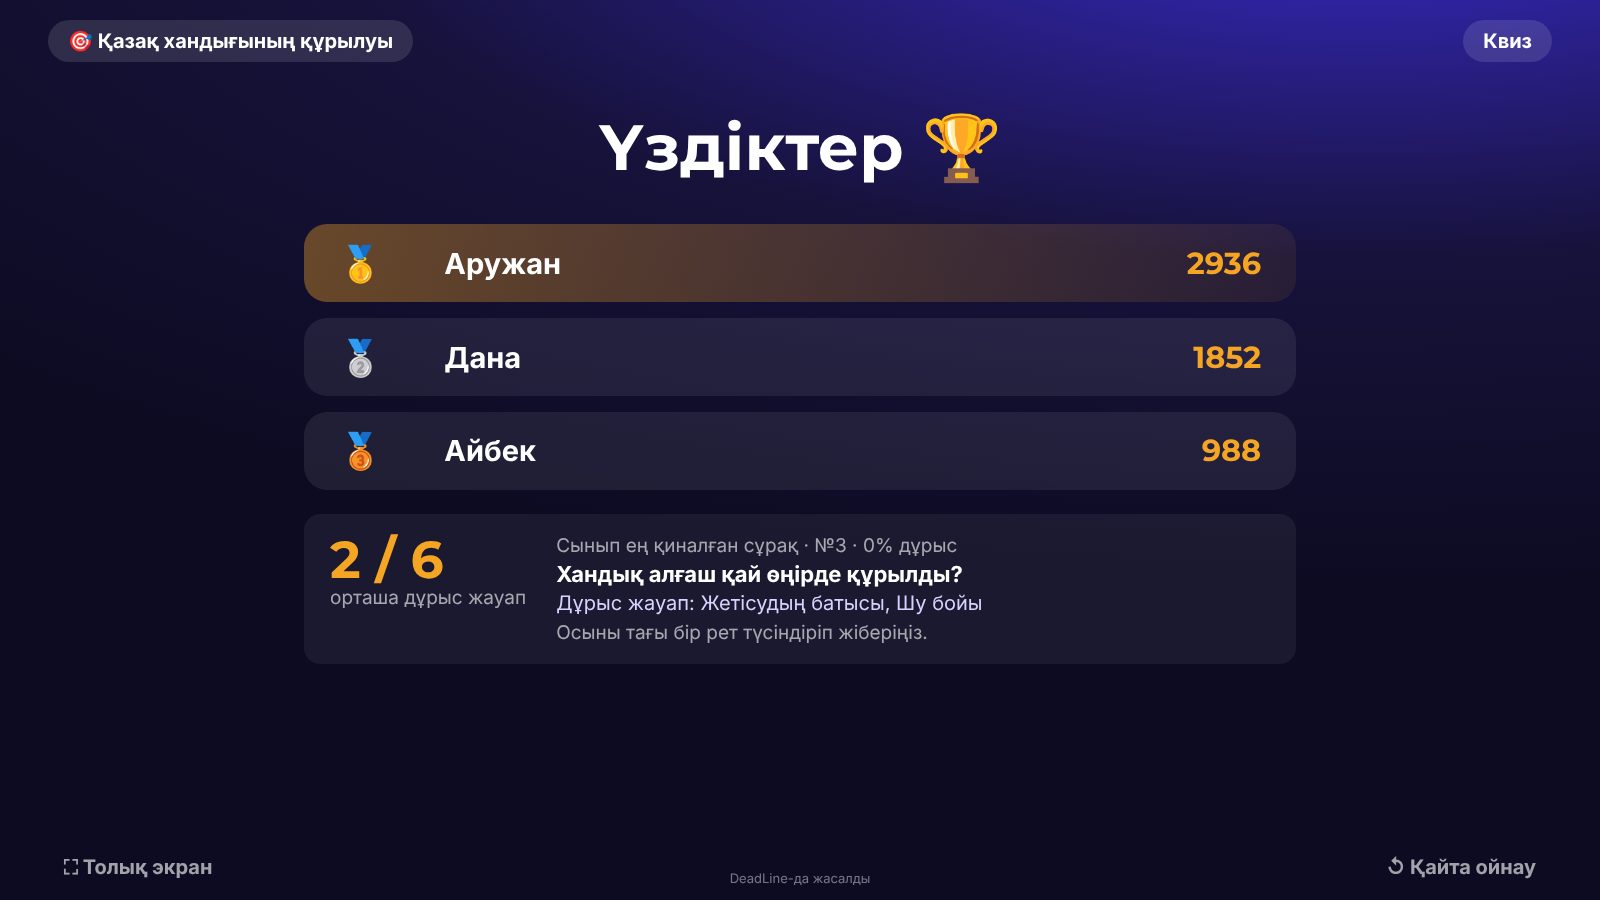 🎯 Қазақ хандығының құрылуы
Квиз
Үздіктер 🏆
🥇 Аружан 2936
🥈 Дана 1852
🥉 Айбек 988
2 / 6
орташа дұрыс жауап
Сынып ең қиналған сұрақ · №3 · 0% дұрыс
Хандық алғаш қай өңірде құрылды?
Дұрыс жауап: Жетісудың батысы, Шу бойы
Осыны тағы бір рет түсіндіріп жіберіңіз.
Толық экран
DeadLine-да жасалды
Қайта ойнау